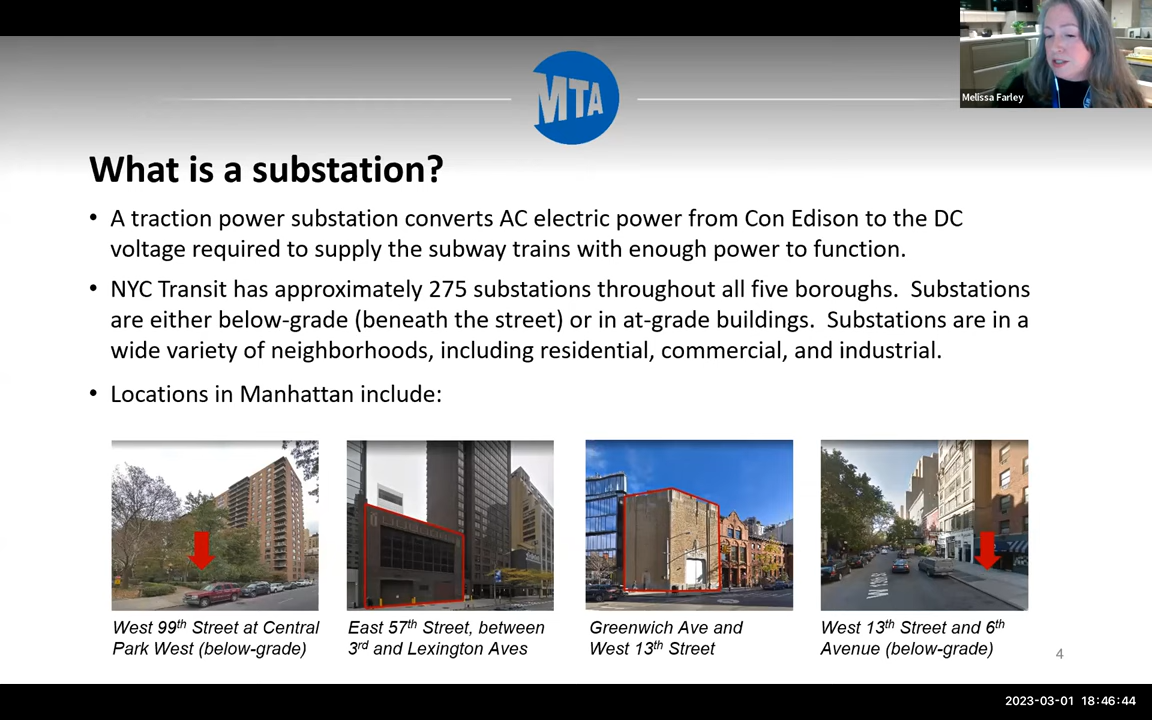 Melissa Farley
MTA
What is a substation?
• A traction power substation converts AC electric power from Con Edison to the DC
voltage required to supply the subway trains with enough power to function.
• NYC Transit has approximately 275 substations throughout all five boroughs. Substations
are either below-grade (beneath the street) or in at-grade buildings. Substations are in a
wide variety of neighborhoods, including residential, commercial, and industrial.
• Locations in Manhattan include:
W 13th S
West 99th Street at Central
Park West (below-grade)
East 57th Street, between
3rd and Lexington Aves
Greenwich Ave and
West 13th Street
West 13th Street and 6th
Avenue (below-grade)
4
2023-03-01 18:46:44